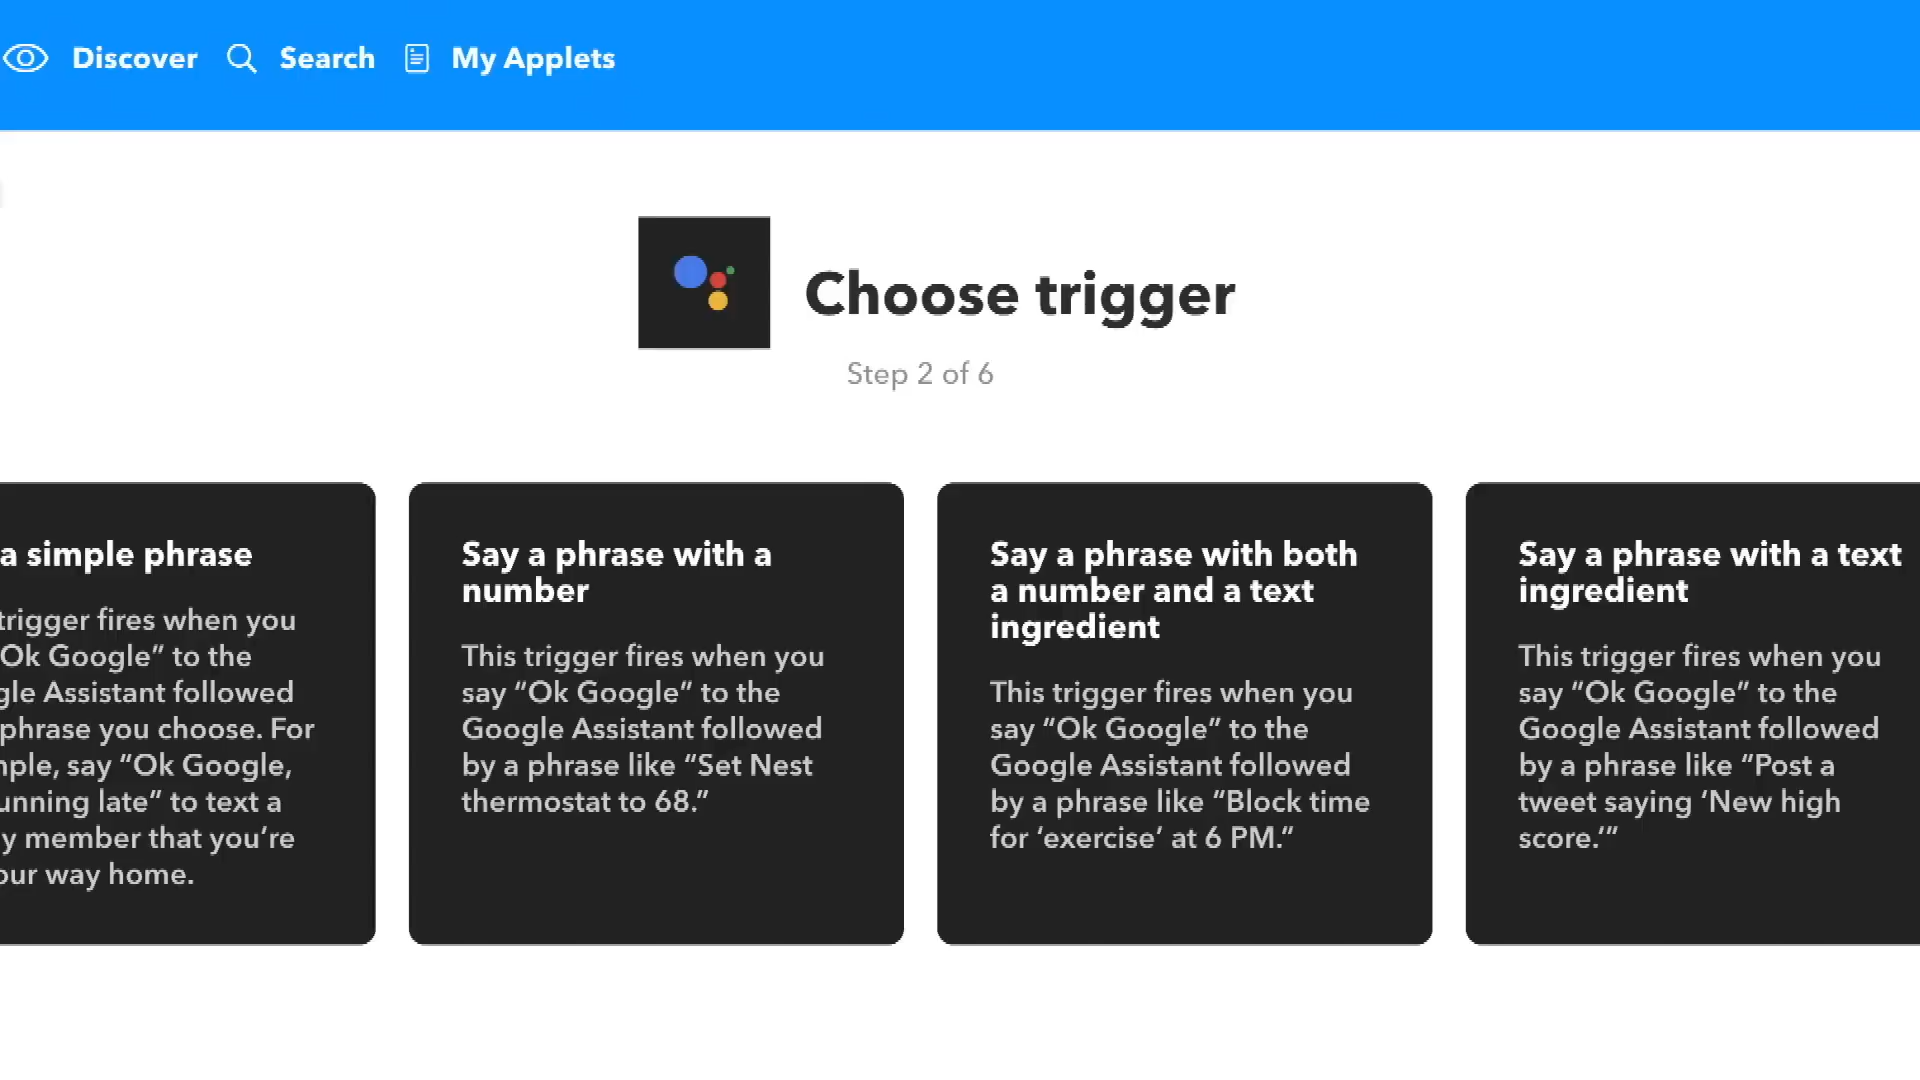 Discover Search My Applets
Choose trigger
Step 2 of 6
a simple phrase
trigger fires when you
Ok Google” to the
gle Assistant followed
phrase you choose. For
mple, say “Ok Google,
unning late” to text a
y member that you’re
our way home.
Say a phrase with a
number
This trigger fires when you
say “Ok Google” to the
Google Assistant followed
by a phrase like “Set Nest
thermostat to 68.”
Say a phrase with both
a number and a text
ingredient
This trigger fires when you
say “Ok Google” to the
Google Assistant followed
by a phrase like “Block time
for ‘exercise’ at 6 PM.“
Say a phrase with a text
ingredient
This trigger fires when you
say “Ok Google” to the
Google Assistant followed
by a phrase like “Post a
tweet saying ‘New high
score.’”